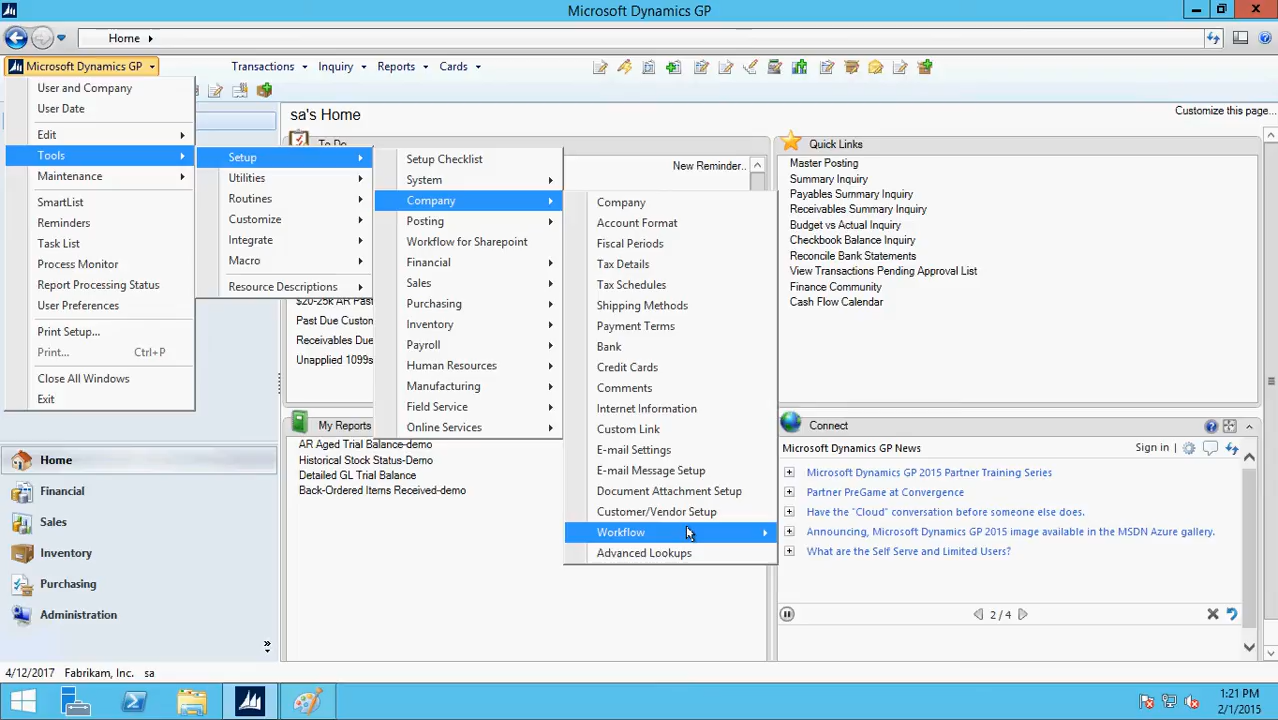 Microsoft Dynamics GP
Home
Microsoft Dynamics GP
Transactions
Inquiry
Reports
Cards
User and Company
User Date
Edit
Tools
Maintenance
SmartList
Reminders
Task List
Process Monitor
Report Processing Status
User Preferences
Print Setup...
Print... Ctrl+P
Close All Windows
Exit
Setup
Utilities
Routines
Customize
Integrate
Macro
Resource Descriptions
Setup Checklist
System
Company
Posting
Workflow for Sharepoint
Financial
Sales
Purchasing
Inventory
Payroll
Human Resources
Manufacturing
Field Service
Online Services
Company
Account Format
Fiscal Periods
Tax Details
Tax Schedules
Shipping Methods
Payment Terms
Bank
Credit Cards
Comments
Internet Information
Custom Link
E-mail Settings
E-mail Message Setup
Document Attachment Setup
Customer/Vendor Setup
Workflow
Advanced Lookups
sa's Home
Customize this page...
To Do
New Reminder..
Past Due Custom
Receivables Due
Unapplied 1099s
My Reports
AR Aged Trial Balance-demo
Historical Stock Status-Demo
Detailed GL Trial Balance
Back-Ordered Items Received-demo
Quick Links
Master Posting
Summary Inquiry
Payables Summary Inquiry
Receivables Summary Inquiry
Budget vs Actual Inquiry
Checkbook Balance Inquiry
Reconcile Bank Statements
View Transactions Pending Approval List
Finance Community
Cash Flow Calendar
Connect
Microsoft Dynamics GP News
Sign in
Microsoft Dynamics GP 2015 Partner Training Series
Partner PreGame at Convergence
Have the "Cloud" conversation before someone else does.
Announcing, Microsoft Dynamics GP 2015 image available in the MSDN Azure gallery.
What are the Self Serve and Limited Users?
2 / 4
Home
Financial
Sales
Inventory
Purchasing
Administration
4/12/2017 Fabrikam, Inc. sa
1:21 PM
2/1/2015